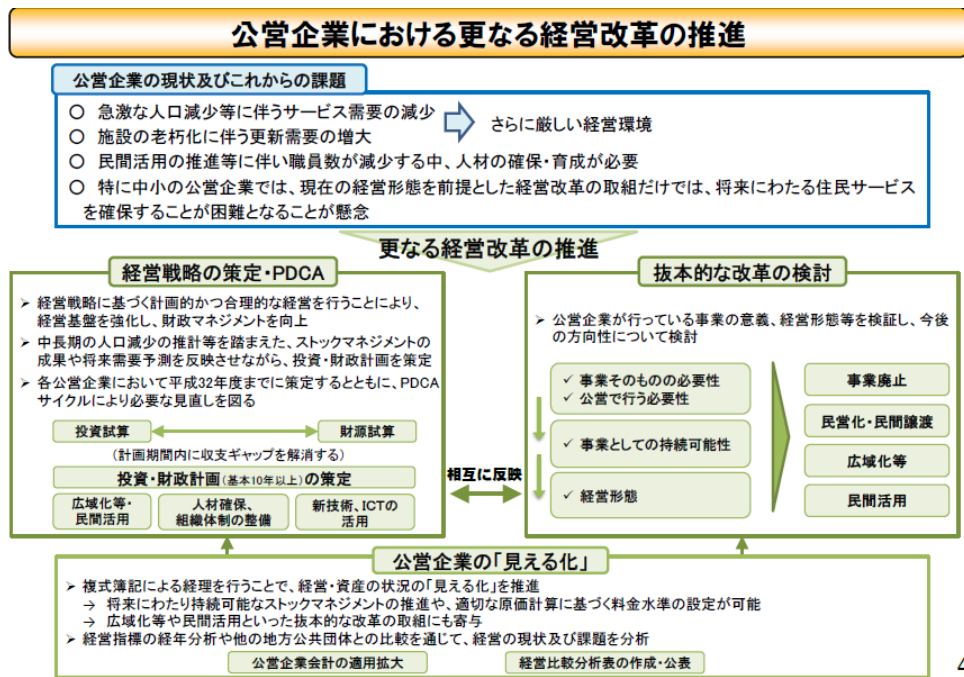 公営企業における更なる経営改革の推進
公営企業の現状及びこれからの課題
○ 急激な人口減少等に伴うサービス需要の減少
○ 施設の老朽化に伴う更新需要の増大
さらに厳しい経営環境
○ 民間活用の推進等に伴い職員数が減少する中、人材の確保・育成が必要
○ 特に中小の公営企業では、現在の経営形態を前提とした経営改革の取組だけでは、将来にわたる住民サービス
を確保することが困難となることが懸念
更なる経営改革の推進
経営戦略の策定・PDCA
➢ 経営戦略に基づく計画的かつ合理的な経営を行うことにより、
経営基盤を強化し、財政マネジメントを向上
➢ 中長期の人口減少の推計等を踏まえた、ストックマネジメントの
成果や将来需要予測を反映させながら、投資・財政計画を策定
➢ 各公営企業において平成32年度までに策定するとともに、PDCA
サイクルにより必要な見直しを図る
投資試算
財源試算
(計画期間内に収支ギャップを解消する)
投資・財政計画(基本10年以上)の策定
広域化等・
民間活用
人材確保、
組織体制の整備
新技術、ICTの
活用
相互に反映
抜本的な改革の検討
➢ 公営企業が行っている事業の意義、経営形態等を検証し、今後
の方向性について検討
✓ 事業そのものの必要性
✓ 公営で行う必要性
✓ 事業としての持続可能性
✓ 経営形態
事業廃止
民営化・民間譲渡
広域化等
民間活用
公営企業の「見える化」
➢ 複式簿記による経理を行うことで、経営・資産の状況の「見える化」を推進
→ 将来にわたり持続可能なストックマネジメントの推進や、適切な原価計算に基づく料金水準の設定が可能
→ 広域化等や民間活用といった抜本的な改革の取組にも寄与
➢ 経営指標の経年分析や他の地方公共団体との比較を通じて、経営の現状及び課題を分析
公営企業会計の適用拡大
経営比較分析表の作成・公表
4